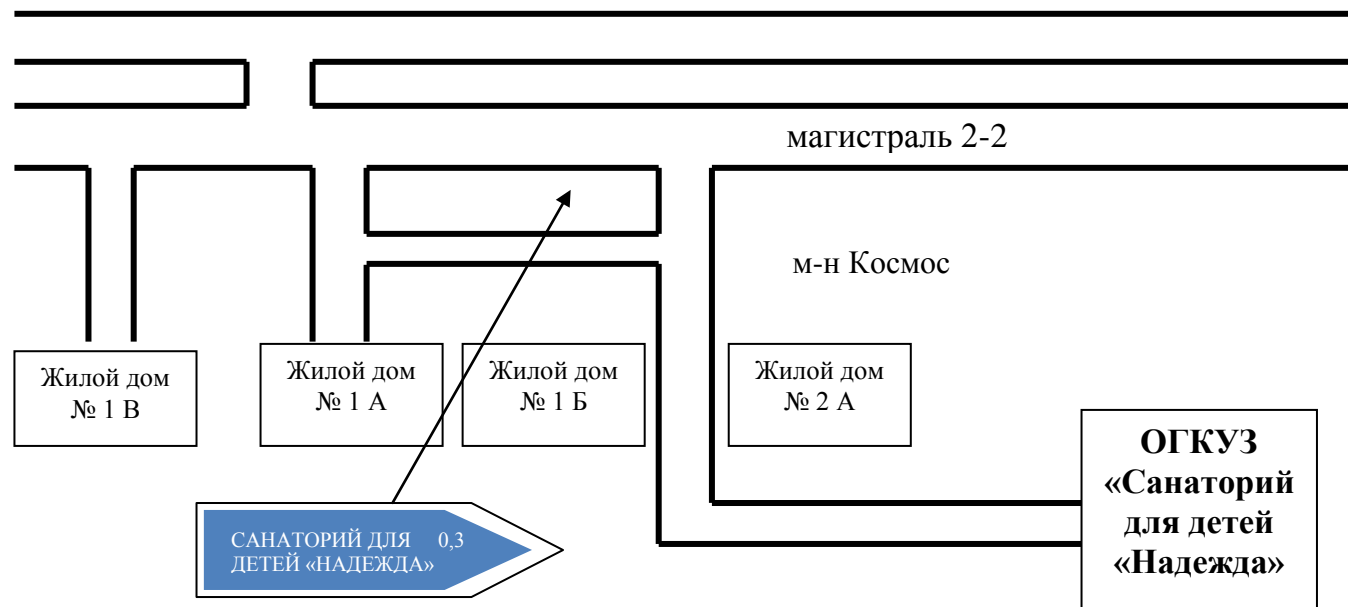 магистраль 2-2
м-н Космос
Жилой дом
№ 1 В
Жилой дом
№ 1 А
Жилой дом
№ 1 Б
Жилой дом
№ 2 А
ОГКУЗ
«Санаторий
для детей
«Надежда»
САНАТОРИЙ ДЛЯ 0,3
ДЕТЕЙ «НАДЕЖДА»